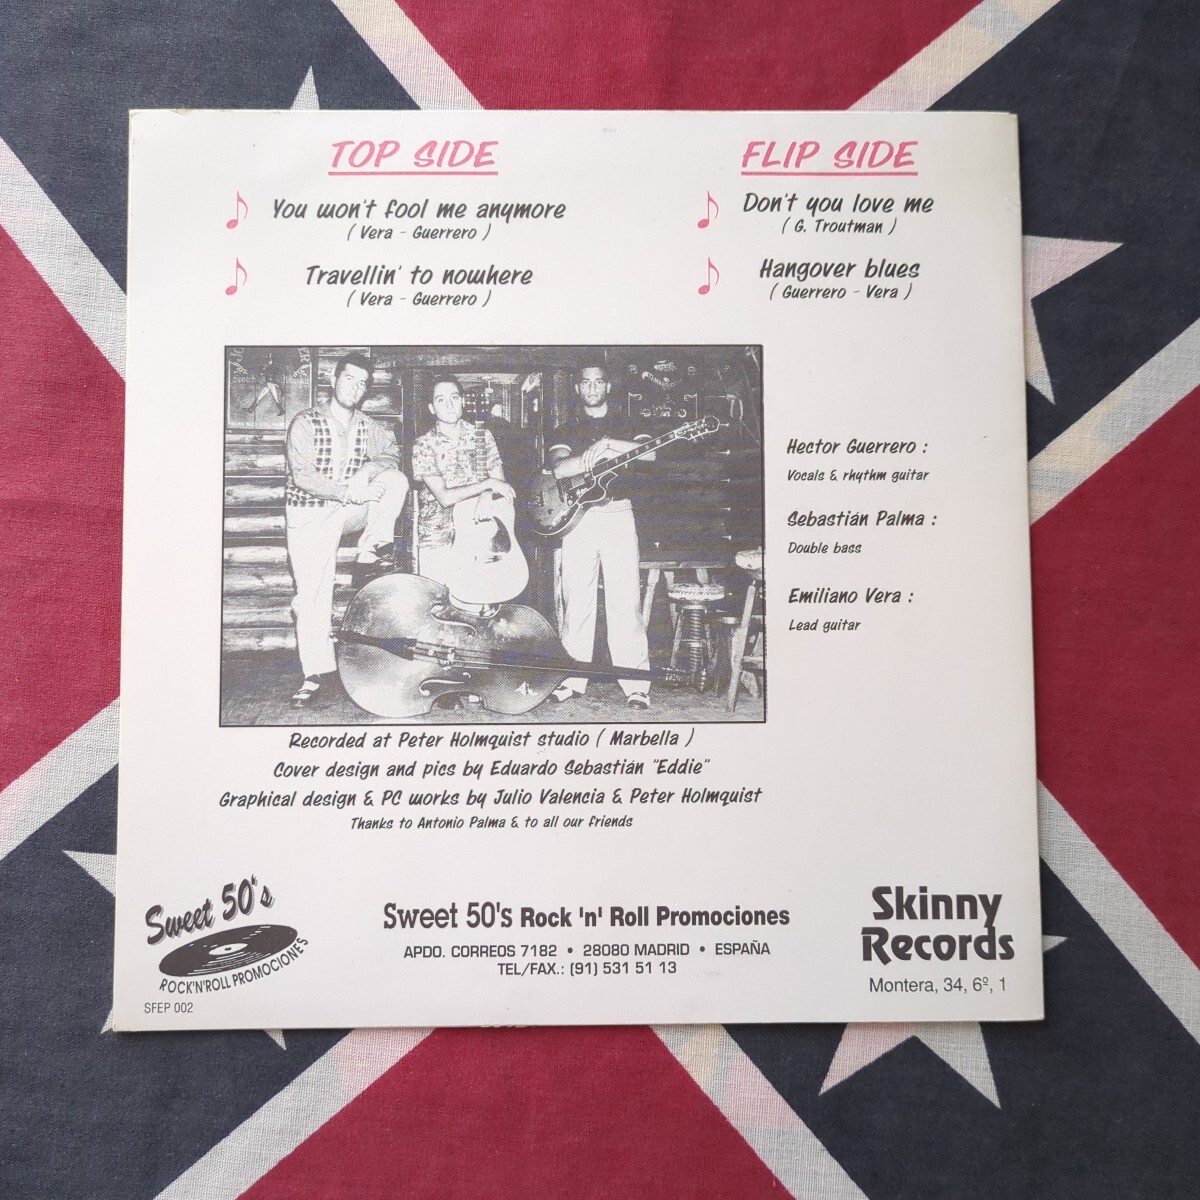 TOP SIDE
You won't fool me anymore
( Vera - Guerrero )
Travellin' to nowhere
( Vera - Guerrero )
FLIP SIDE
Don't you love me
( G. Troutman )
Hangover blues
( Guerrero - Vera )
Hector Guerrero :
Vocals & rhythm guitar
Sebastián Palma :
Double bass
Emiliano Vera :
Lead guitar
Recorded at Peter Holmquist studio ( Marbella )
Cover design and pics by Eduardo Sebastián "Eddie"
Graphical design & PC works by Julio Valencia & Peter Holmquist
Thanks to Antonio Palma & to all our friends
Sweet 50's
ROCK'N'ROLL PROMOCIONES
SFEP 002
Sweet 50's Rock 'n' Roll Promociones
APDO. CORREOS 7182 • 28080 MADRID • ESPAÑA
TEL/FAX.: (91) 531 51 13
Skinny
Records
Montera, 34, 6º, 1